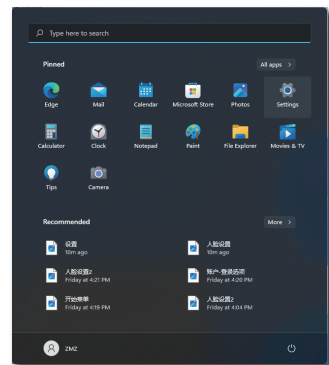 Type here to search
Pinned
All apps >
Edge
Mail
Calendar
Microsoft Store
Photos
Settings
Calculator
Clock
Notepad
Paint
File Explorer
Movies & TV
Tips
Camera
Recommended
More >
设置
10m ago
人脸设置
10m ago
人脸设置2
Friday at 4:21 PM
账户-登录选项
Friday at 4:20 PM
开始菜单
Friday at 4:19 PM
人脸设置2
Friday at 4:04 PM
ZMZ